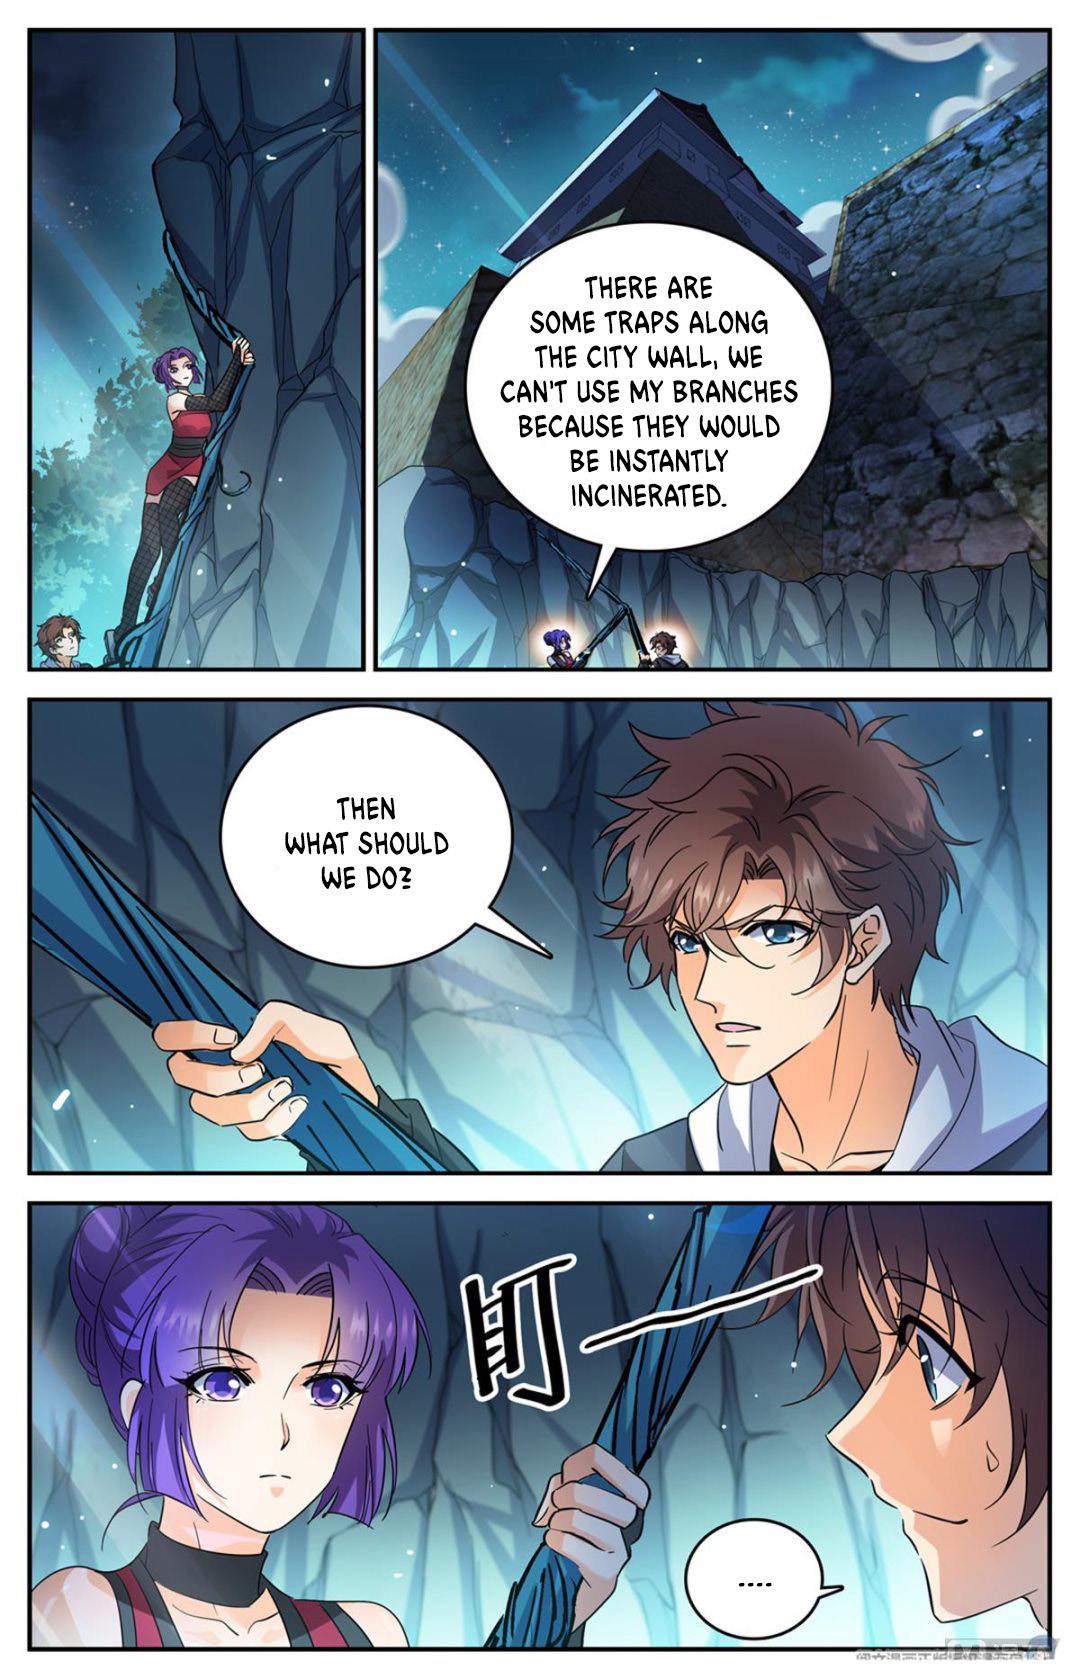 THERE ARE
SOME TRAPS ALONG
THE CITY WALL, WE
CAN'T USE MY BRANCHES
BECAUSE THEY WOULD
BE INSTANTLY
INCINERATED.
THEN
WHAT SHOULD
WE DO?
盯—
....